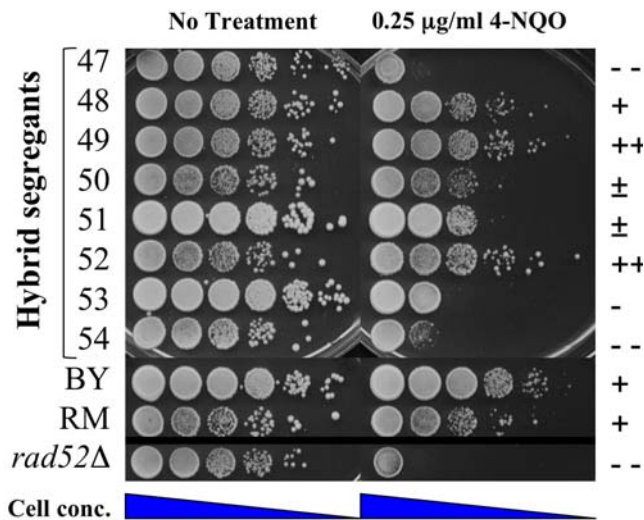 No Treatment 0.25 µg/ml 4-NQO
Hybrid segregants
47 - -
48 +
49 ++
50 ±
51 ±
52 ++
53 -
54 - -
BY +
RM +
rad52Δ - -
Cell conc.